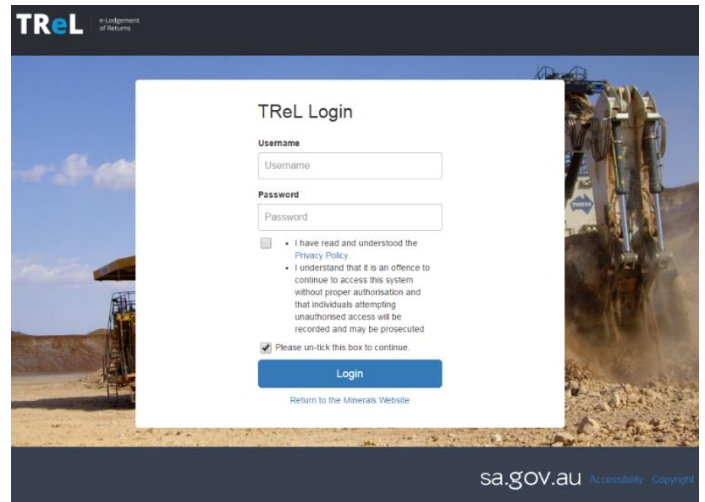 TReL e-Lodgement
of Returns
TReL Login
Username
Username
Password
Password
• I have read and understood the
Privacy Policy.
• I understand that it is an offence to
continue to access this system
without proper authorisation and
that individuals attempting
unauthorised access will be
recorded and may be prosecuted
Please un-tick this box to continue.
Login
Return to the Minerals Website
sa.gov.au Accessibility Copyright